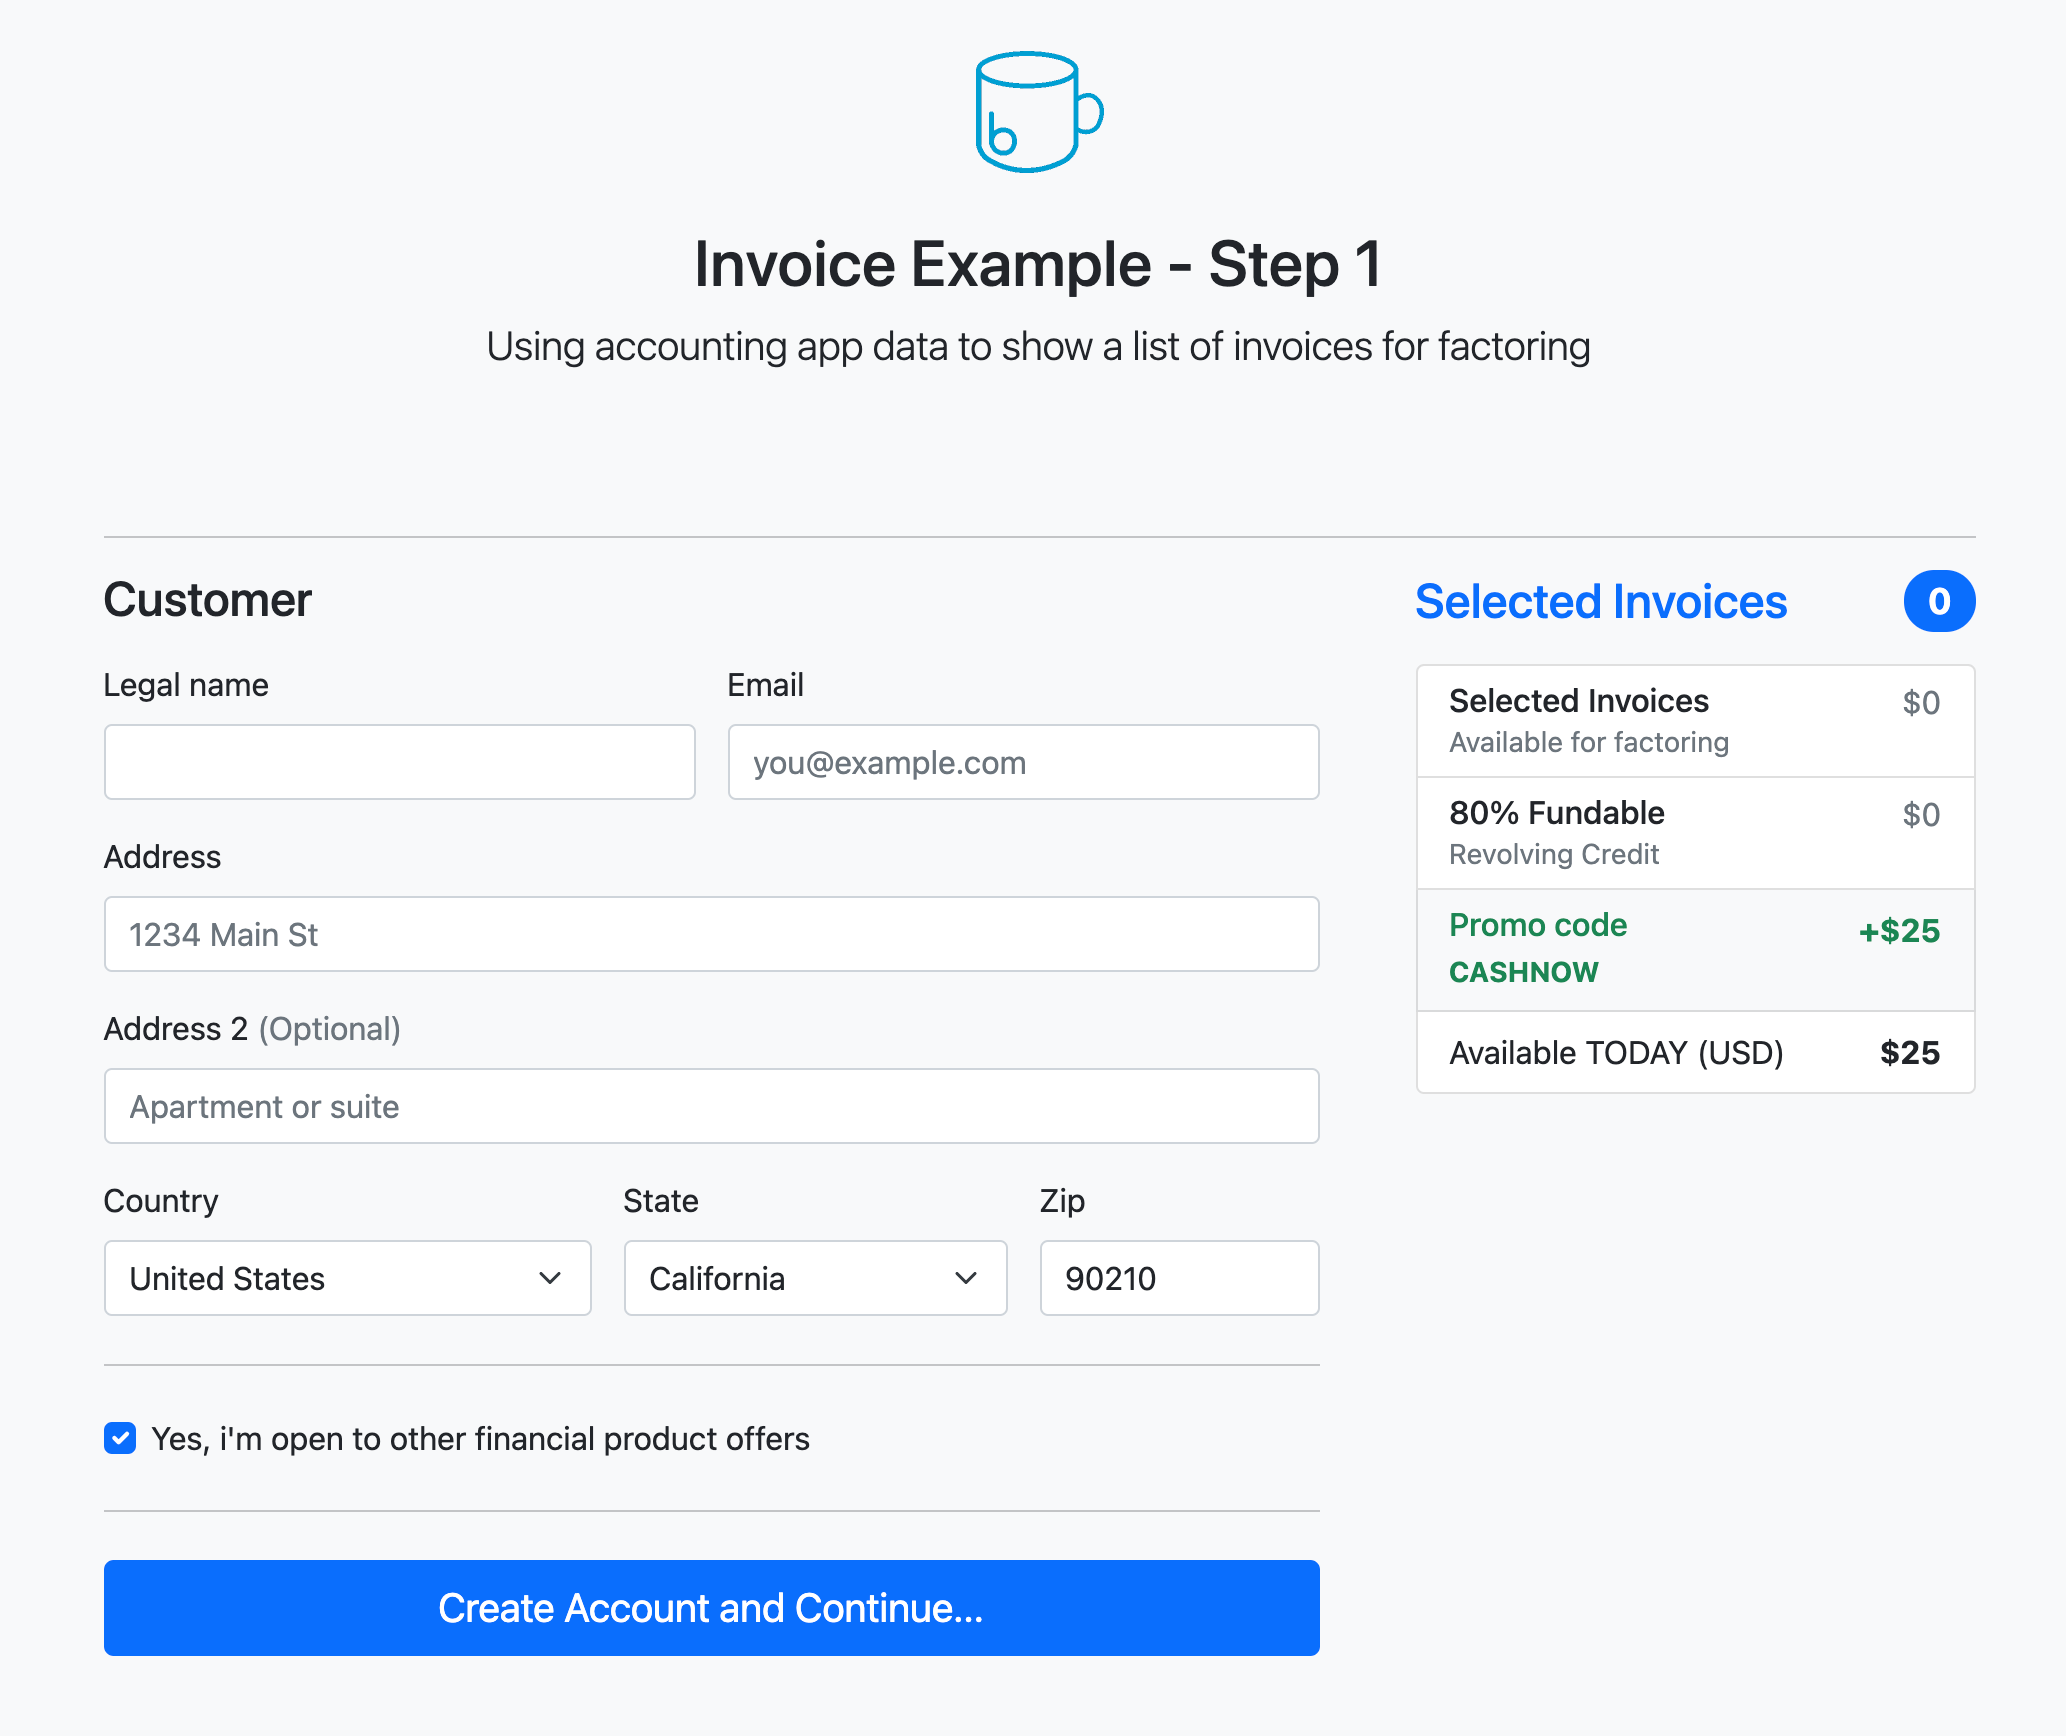 b
Invoice Example - Step 1
Using accounting app data to show a list of invoices for factoring
Customer
Legal name
Email
you@example.com
Address
1234 Main St
Address 2 (Optional)
Apartment or suite
Country
State
Zip
United States
California
90210
Yes, i'm open to other financial product offers
Create Account and Continue...
Selected Invoices
0
Selected Invoices
$0
Available for factoring
80% Fundable
$0
Revolving Credit
Promo code
+$25
CASHNOW
Available TODAY (USD)
$25